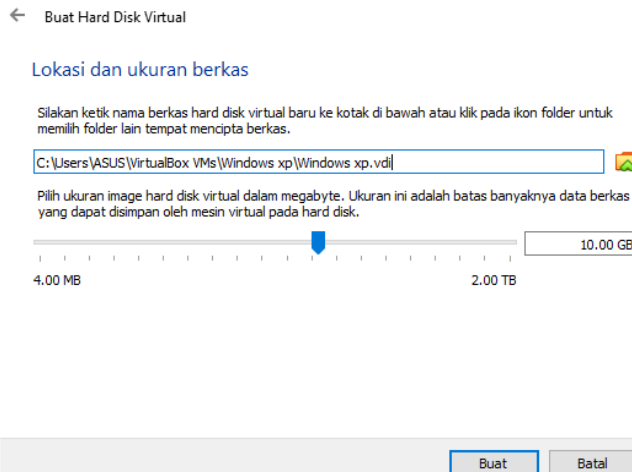 Buat Hard Disk Virtual
Lokasi dan ukuran berkas
Silakan ketik nama berkas hard disk virtual baru ke kotak di bawah atau klik pada ikon folder untuk
memilih folder lain tempat mencipta berkas.
C:\Users\ASUS\VirtualBox VMs\Windows xp\Windows xp.vdi
Pilih ukuran image hard disk virtual dalam megabyte. Ukuran ini adalah batas banyaknya data berkas
yang dapat disimpan oleh mesin virtual pada hard disk.
10.00 GB
4.00 MB 2.00 TB
Buat Batal